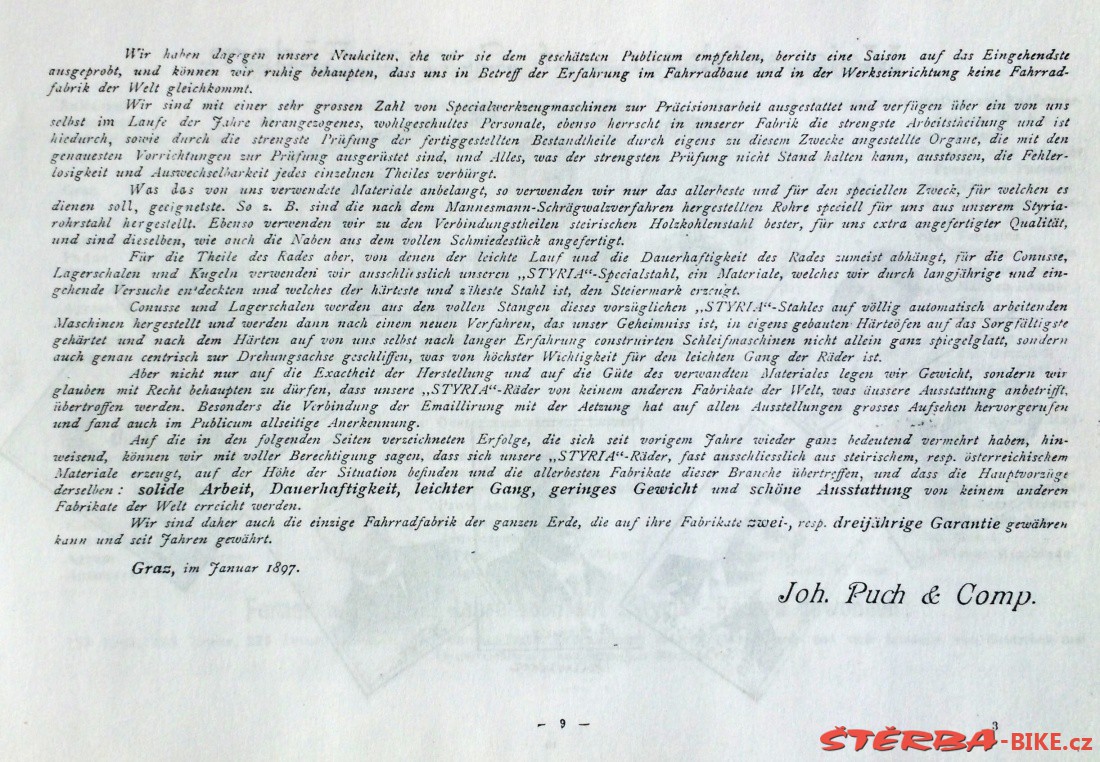 Wir haben dagegen unsere Neuheiten, ehe wir sie dem geschätzten Publicum empfehlen, bereits eine Saison auf das Eingehendste
ausgeprobt, und können wir ruhig behaupten, dass uns in Betreff der Erfahrung im Fahrradbaue und in der Werkseinrichtung keine Fahrrad-
fabrik der Welt gleichkommt.
Wir sind mit einer sehr grossen Zahl von Specialwerkzeugmaschinen zur Präcisionsarbeit ausgestattet und verfügen über ein von uns
selbst im Laufe der Jahre herangezogenes, wohlgeschultes Personale, ebenso herrscht in unserer Fabrik die strengste Arbeitstheilung und ist
hiedurch, sowie durch die strengste Prüfung der fertiggestellten Bestandtheile durch eigens zu diesem Zwecke angestellte Organe, die mit den
genauesten Vorrichtungen zur Prüfung ausgerüstet sind, und Alles, was der strengsten Prüfung nicht Stand halten kann, ausstossen, die Fehler-
losigkeit und Auswechselbarkeit jedes einzelnen Theiles verbürgt.
Was das von uns verwendete Materiale anbelangt, so verwenden wir nur das allerbeste und für den speciellen Zweck, für welchen es
dienen soll, geeignetste. So z. B. sind die nach dem Mannesmann-Schrägwalzverfahren hergestellten Rohre speciell für uns aus unserem Styria-
rohrstahl hergestellt. Ebenso verwenden wir zu den Verbindungstheilen steirischen Holzkohlenstahl bester, für uns extra angefertigter Qualität,
und sind dieselben, wie auch die Naben aus dem vollen Schmiedestück angefertigt.
Für die Theile des Rades aber, von denen der leichte Lauf und die Dauerhaftigkeit des Rades zumeist abhängt, für die Conusse,
Lagerschalen und Kugeln verwenden wir ausschliesslich unseren „STYRIA“-Specialstahl, ein Materiale, welches wir durch langjährige und ein-
gehende Versuche entdeckten und welches der härteste und zäheste Stahl ist, den Steiermark erzeugt.
Conusse und Lagerschalen werden aus den vollen Stangen dieses vorzüglichen „STYRIA“-Stahles auf völlig automatisch arbeitenden
Maschinen hergestellt und werden dann nach einem neuen Verfahren, das unser Geheimniss ist, in eigens gebauten Härteöfen auf das Sorgfältigste
gehärtet und nach dem Härten auf von uns selbst nach langer Erfahrung construirten Schleifmaschinen nicht allein ganz spiegelglatt, sondern
auch genau centrisch zur Drehungsachse geschliffen, was von höchster Wichtigkeit für den leichten Gang der Räder ist.
Aber nicht nur auf die Exactheit der Herstellung und auf die Güte des verwandten Materiales legen wir Gewicht, sondern wir
glauben mit Recht behaupten zu dürfen, dass unsere „STYRIA“-Räder von keinem anderen Fabrikate der Welt, was äussere Ausstattung anbetrifft,
übertroffen werden. Besonders die Verbindung der Emaillirung mit der Aetzung hat auf allen Ausstellungen grosses Aufsehen hervorgerufen
und fand auch im Publicum allseitige Anerkennung.
Auf die in den folgenden Seiten verzeichneten Erfolge, die sich seit vorigem Jahre wieder ganz bedeutend vermehrt haben, hin-
weisend, können wir mit voller Berechtigung sagen, dass sich unsere „STYRIA“-Räder, fast ausschliesslich aus steirischem, resp. österreichischem
Materiale erzeugt, auf der Höhe der Situation befinden und die allerbesten Fabrikate dieser Branche übertreffen, und dass die Hauptvorzüge
derselben: solide Arbeit, Dauerhaftigkeit, leichter Gang, geringes Gewicht und schöne Ausstattung von keinem anderen
Fabrikate der Welt erreicht werden.
Wir sind daher auch die einzige Fahrradfabrik der ganzen Erde, die auf ihre Fabrikate zwei-, resp. dreijährige Garantie gewähren
kann und seit Jahren gewährt.
Graz, im Januar 1897.
Joh. Puch & Comp.
– 9 –
3
ŠTĚRBA-BIKE.cz